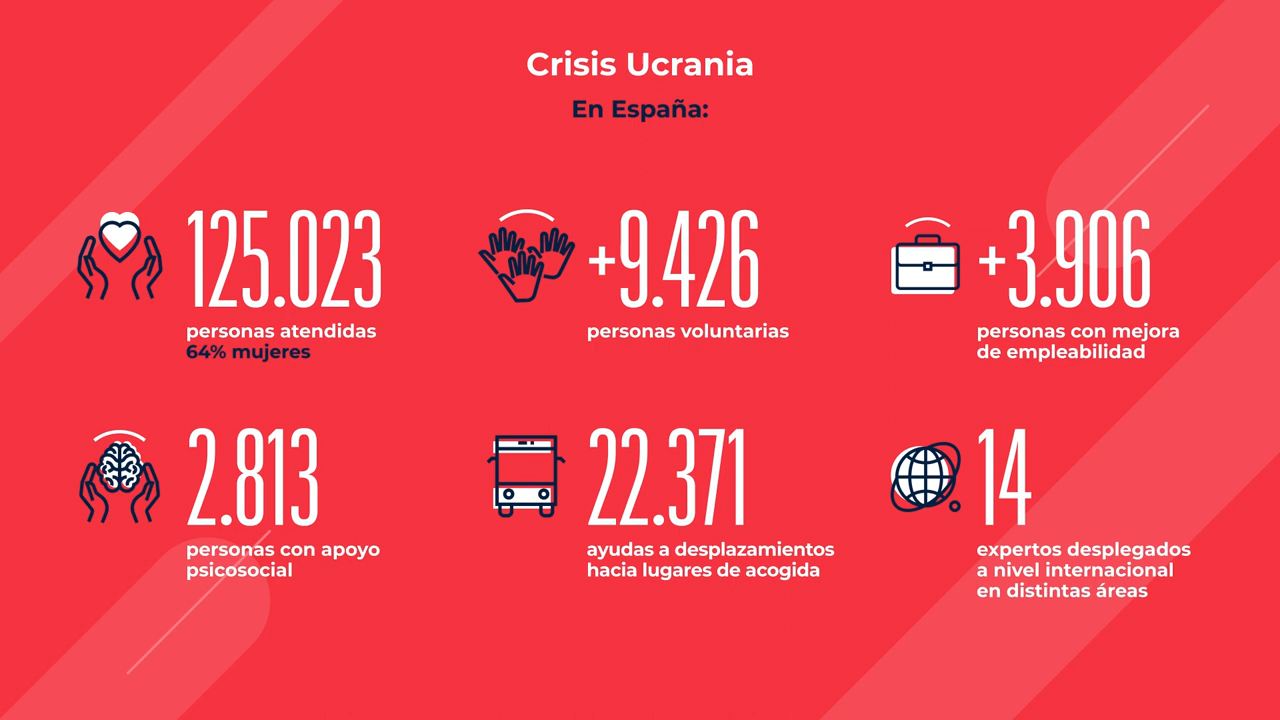 Crisis Ucrania
En España:
125.023
personas atendidas
64% mujeres
+9.426
personas voluntarias
+3.906
personas con mejora
de empleabilidad
2.813
personas con apoyo
psicosocial
22.371
ayudas a desplazamientos
hacia lugares de acogida
14
expertos desplegados
a nivel internacional
en distintas áreas